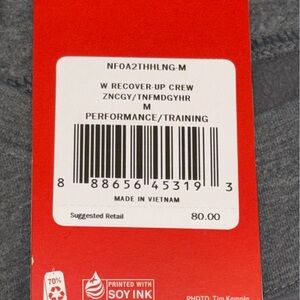 NF0A2THHLNG-M
W RECOVER-UP CREW
ZNCGY/TNFMDGYHR
M
PERFORMANCE/TRAINING
8 88656 45319 3
MADE IN VIETNAM
Suggested Retail 80.00
70%
PRINTED WITH
SOY INK
PHOTO: Tim Kemple